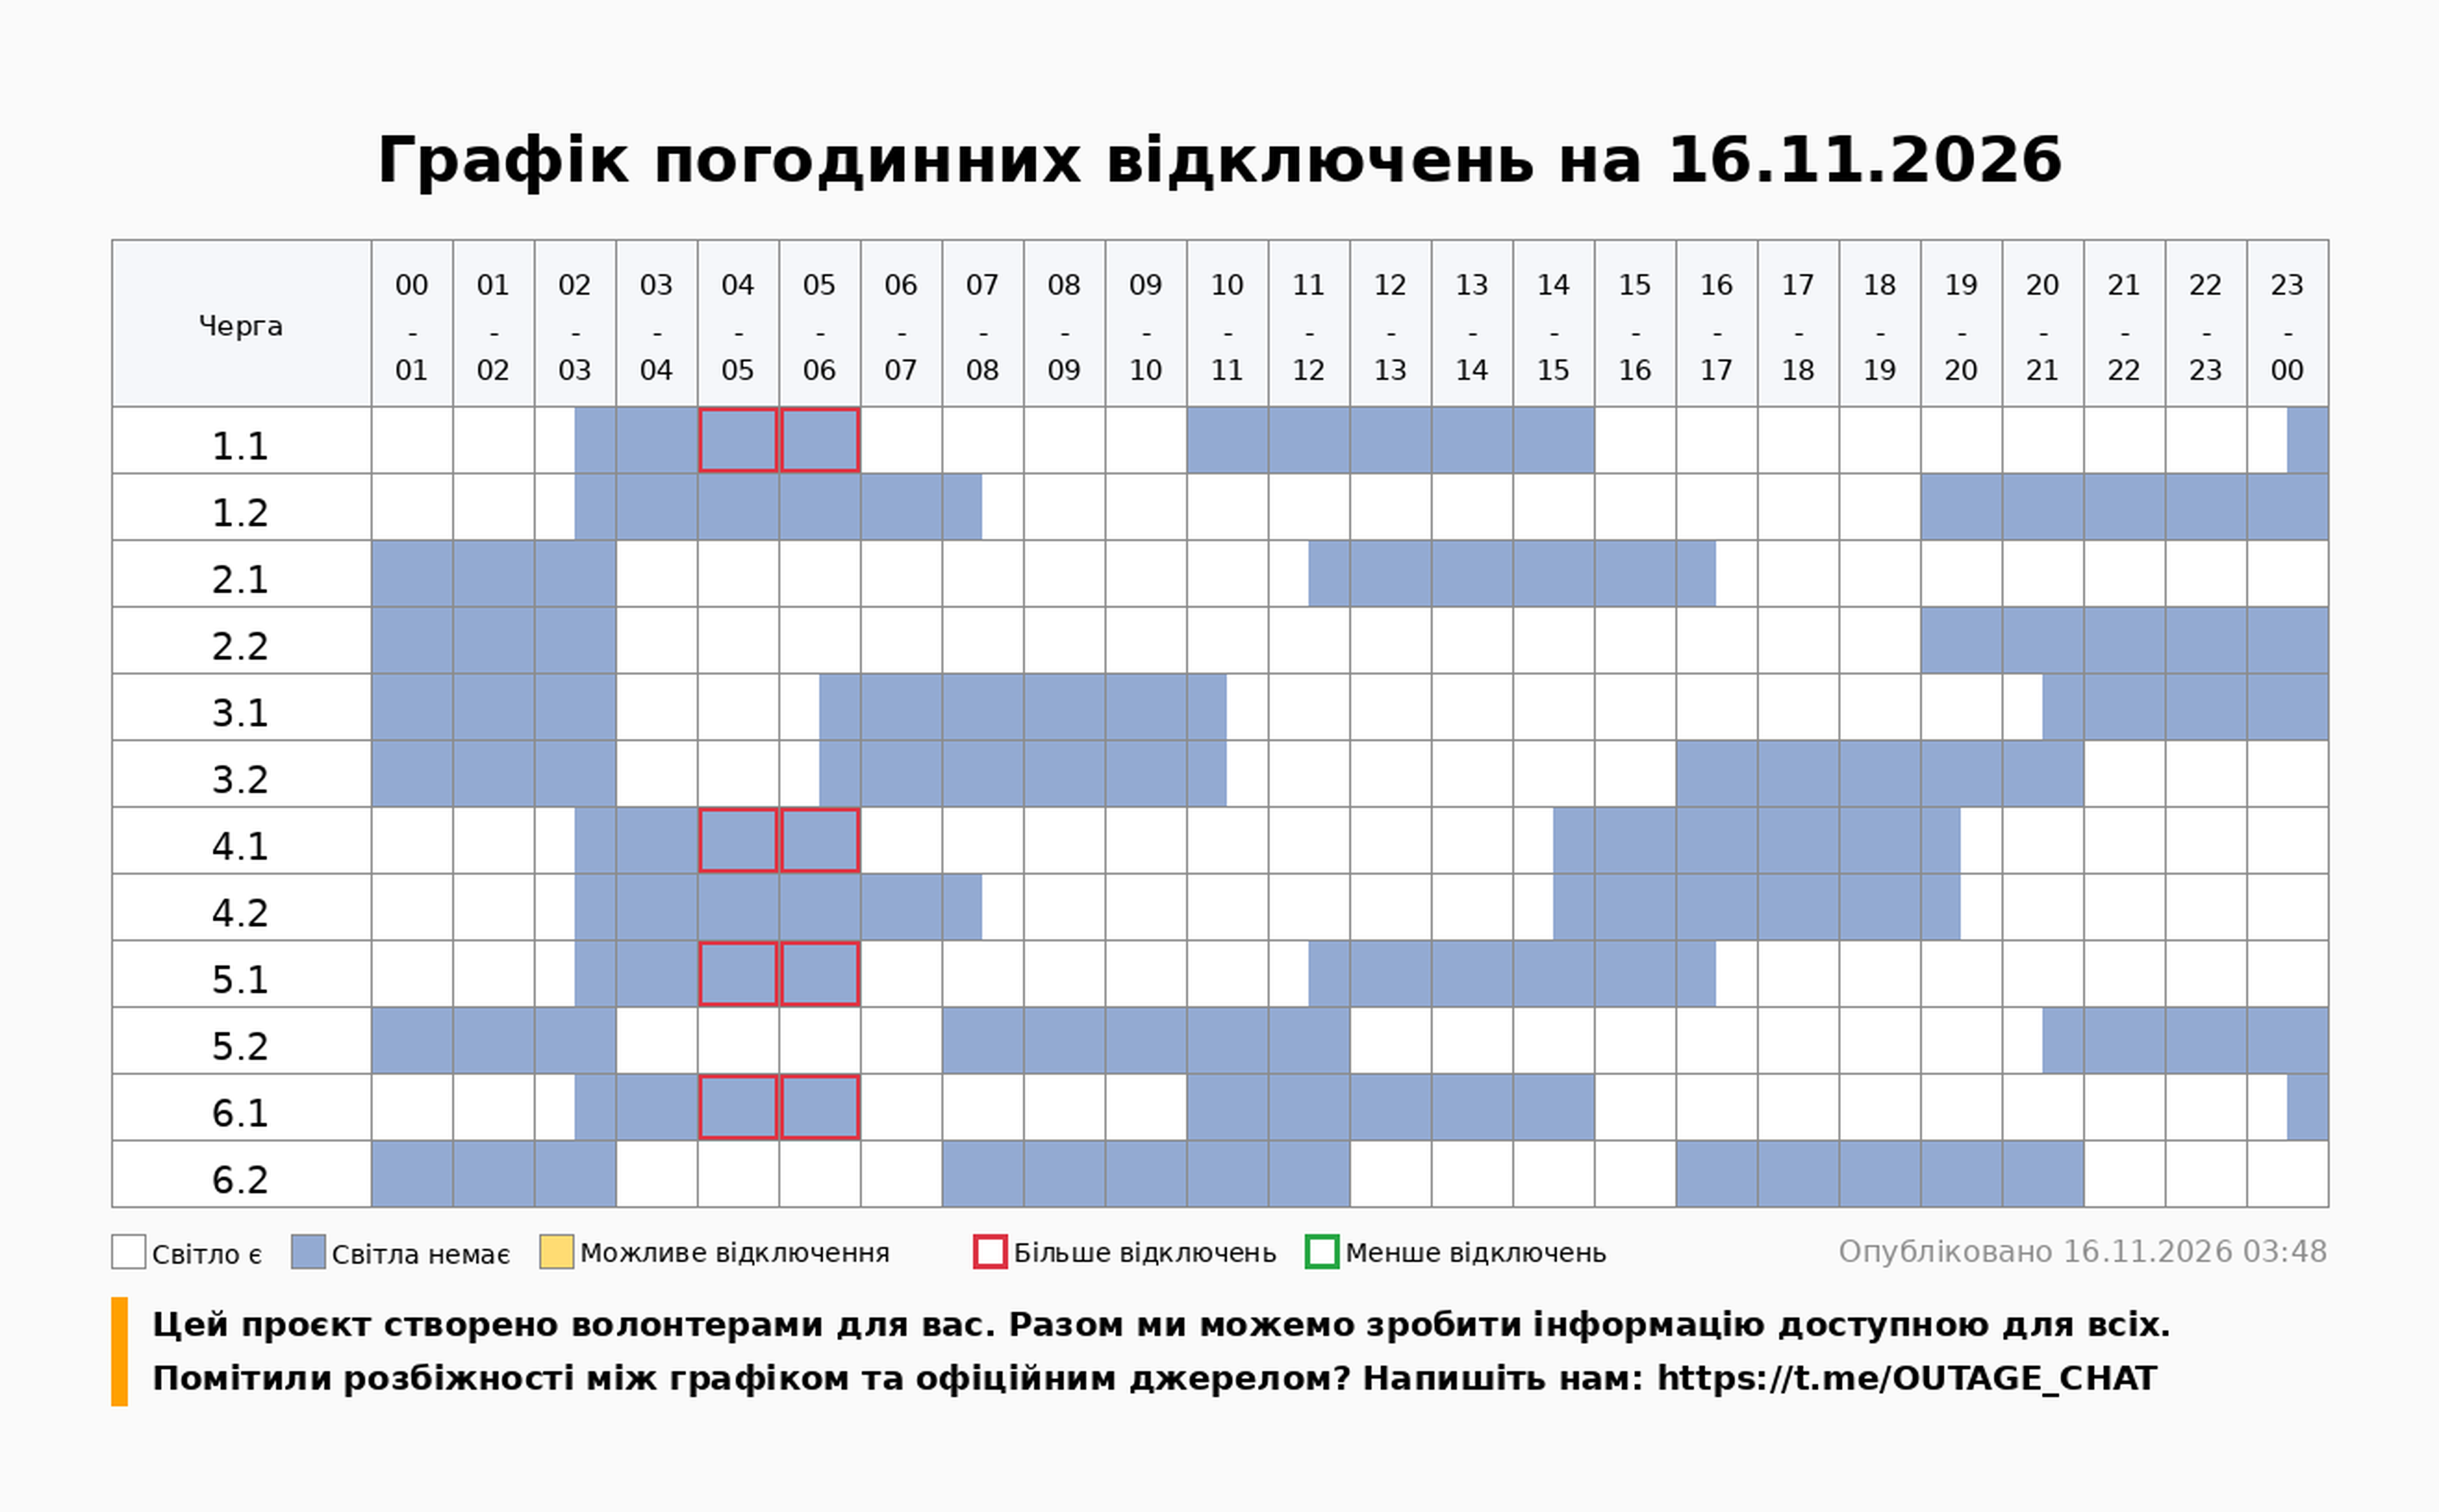 Графік погодинних відключень на 16.11.2026
Черга
00 - 01
01 - 02
02 - 03
03 - 04
04 - 05
05 - 06
06 - 07
07 - 08
08 - 09
09 - 10
10 - 11
11 - 12
12 - 13
13 - 14
14 - 15
15 - 16
16 - 17
17 - 18
18 - 19
19 - 20
20 - 21
21 - 22
22 - 23
23 - 00
1.1
1.2
2.1
2.2
3.1
3.2
4.1
4.2
5.1
5.2
6.1
6.2
Світло є Світла немає Можливе відключення Більше відключень Менше відключень Опубліковано 16.11.2026 03:48
Цей проєкт створено волонтерами для вас. Разом ми можемо зробити інформацію доступною для всіх.
Помітили розбіжності між графіком та офіційним джерелом? Напишіть нам: https://t.me/OUTAGE_CHAT